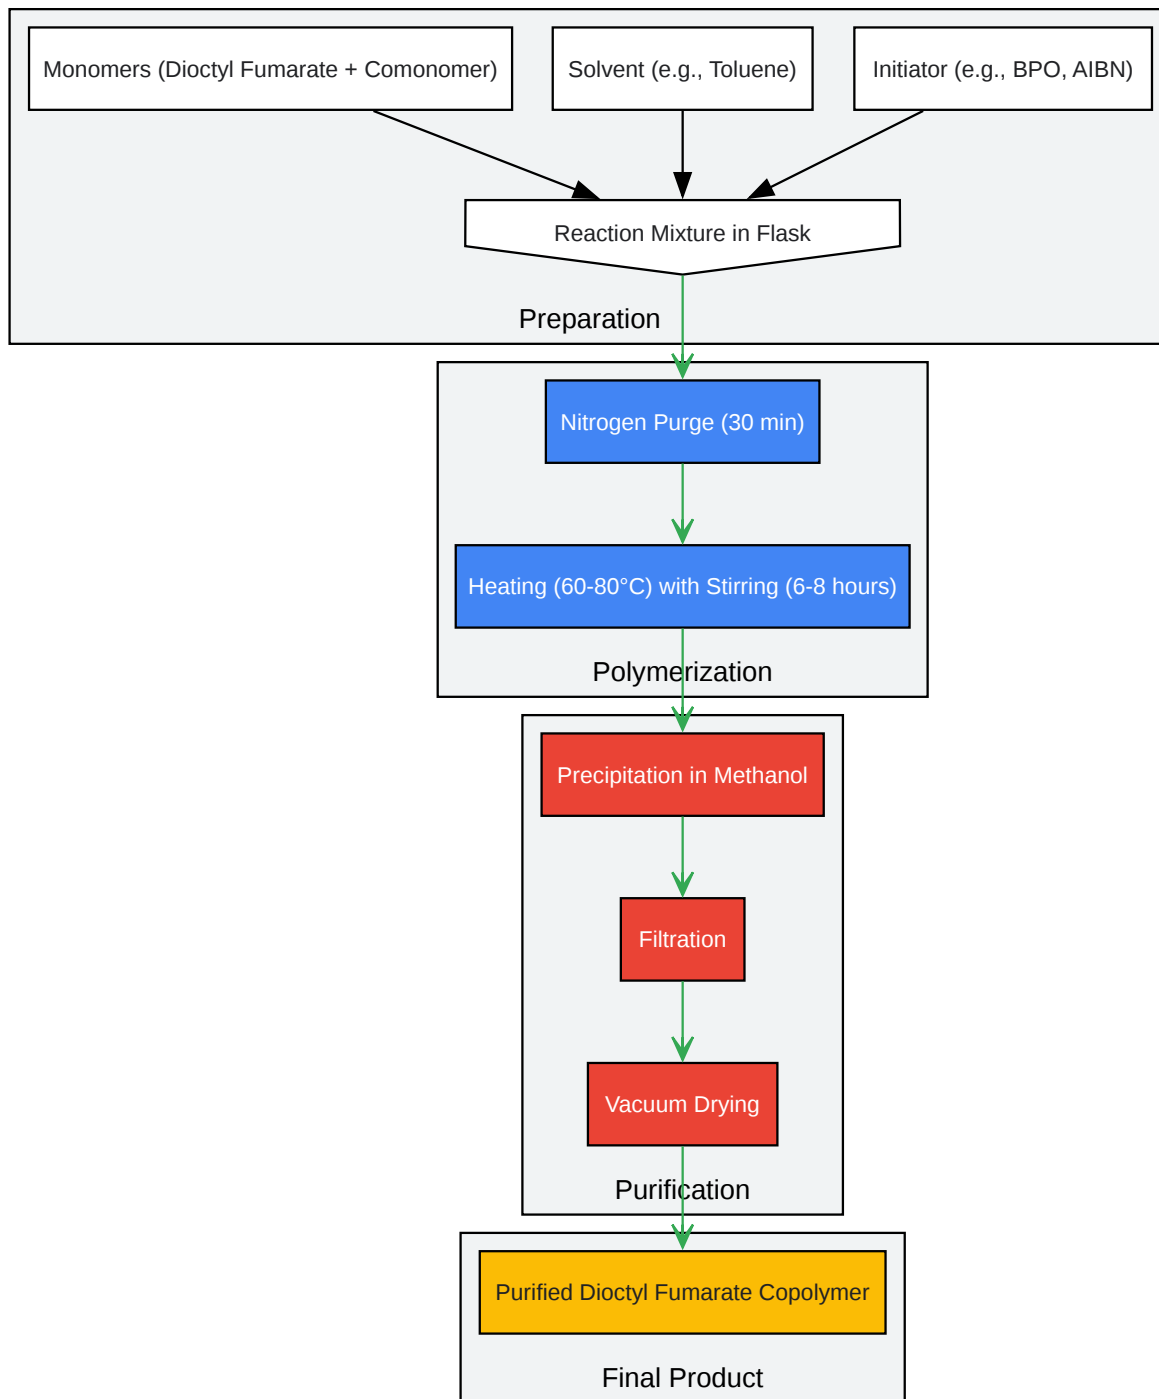 Monomers (Dioctyl Fumarate + Comonomer)
Solvent (e.g., Toluene)
Initiator (e.g., BPO, AIBN)
Reaction Mixture in Flask
Preparation
Nitrogen Purge (30 min)
Heating (60-80°C) with Stirring (6-8 hours)
Polymerization
Precipitation in Methanol
Filtration
Vacuum Drying
Purification
Purified Dioctyl Fumarate Copolymer
Final Product